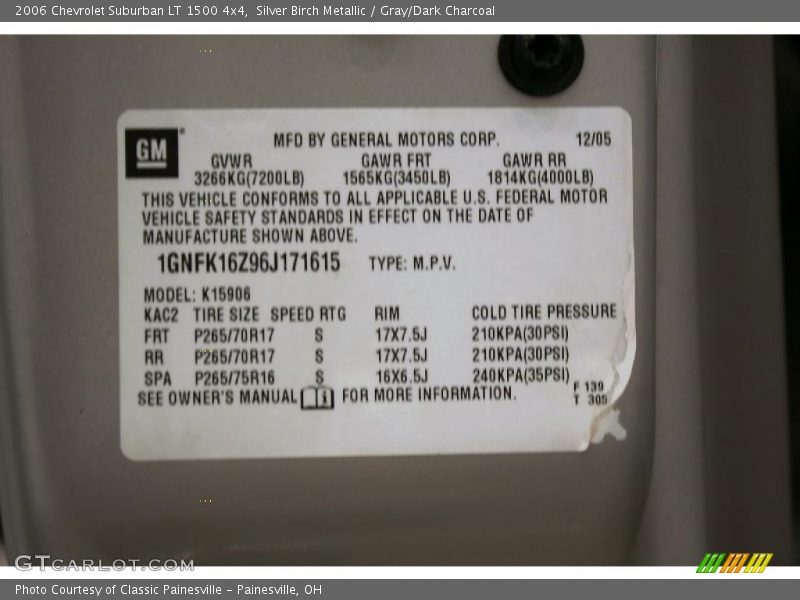 2006 Chevrolet Suburban LT 1500 4x4,  Silver Birch Metallic / Gray/Dark Charcoal
GM
MFD BY GENERAL MOTORS CORP. 12/05
GVWR GAWR FRT GAWR RR
3266KG(7200LB) 1565KG(3450LB) 1814KG(4000LB)
THIS VEHICLE CONFORMS TO ALL APPLICABLE U.S. FEDERAL MOTOR
VEHICLE SAFETY STANDARDS IN EFFECT ON THE DATE OF
MANUFACTURE SHOWN ABOVE.
1GNFK16Z96J171615 TYPE: M.P.V.
MODEL: K15906
KAC2 TIRE SIZE SPEED RTG RIM COLD TIRE PRESSURE
FRT P265/70R17 S 17X7.5J 210KPA(30PSI)
RR P265/70R17 S 17X7.5J 210KPA(30PSI)
SPA P265/75R16 S 16X6.5J 240KPA(35PSI)
SEE OWNER'S MANUAL FOR MORE INFORMATION.
F 139
T 305
GTCARLOT.COM
Photo Courtesy of Classic Painesville - Painesville, OH